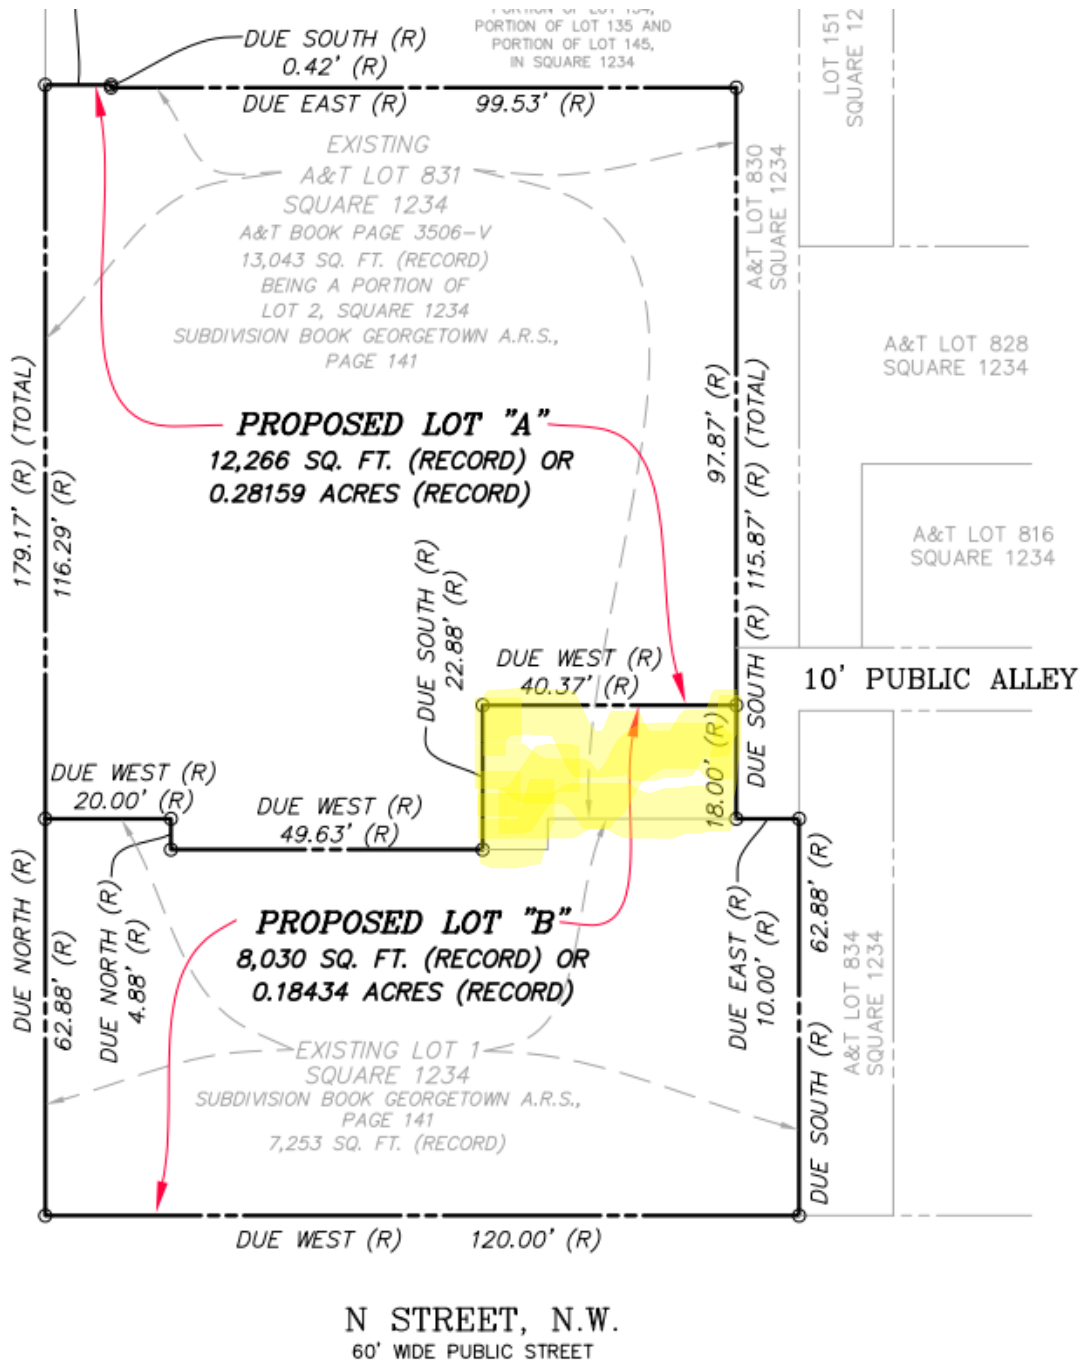 PORTION OF LOT 134,
PORTION OF LOT 135 AND
PORTION OF LOT 145,
IN SQUARE 1234
DUE SOUTH (R)
0.42' (R)
DUE EAST (R) 99.53' (R)
LOT 151
SQUARE 12
EXISTING
A&T LOT 831
SQUARE 1234
A&T BOOK PAGE 3506-V
13,043 SQ. FT. (RECORD)
BEING A PORTION OF
LOT 2, SQUARE 1234
SUBDIVISION BOOK GEORGETOWN A.R.S.,
PAGE 141
A&T LOT 830
SQUARE 1234
A&T LOT 828
SQUARE 1234
179.17' (R) (TOTAL)
116.29' (R)
PROPOSED LOT "A"
12,266 SQ. FT. (RECORD) OR
0.28159 ACRES (RECORD)
97.87' (R)
DUE SOUTH (R) 115.87' (R) (TOTAL)
A&T LOT 816
SQUARE 1234
DUE SOUTH (R)
22.88' (R)
DUE WEST (R)
40.37' (R)
10' PUBLIC ALLEY
18.00' (R)
DUE WEST (R)
20.00' (R)
DUE WEST (R)
49.63' (R)
DUE NORTH (R)
62.88' (R)
DUE NORTH (R)
4.88' (R)
PROPOSED LOT "B"
8,030 SQ. FT. (RECORD) OR
0.18434 ACRES (RECORD)
DUE EAST (R)
10.00' (R)
62.88' (R)
DUE SOUTH (R)
A&T LOT 834
SQUARE 1234
EXISTING LOT 1
SQUARE 1234
SUBDIVISION BOOK GEORGETOWN A.R.S.,
PAGE 141
7,253 SQ. FT. (RECORD)
DUE WEST (R) 120.00' (R)
N STREET, N.W.
60' WIDE PUBLIC STREET